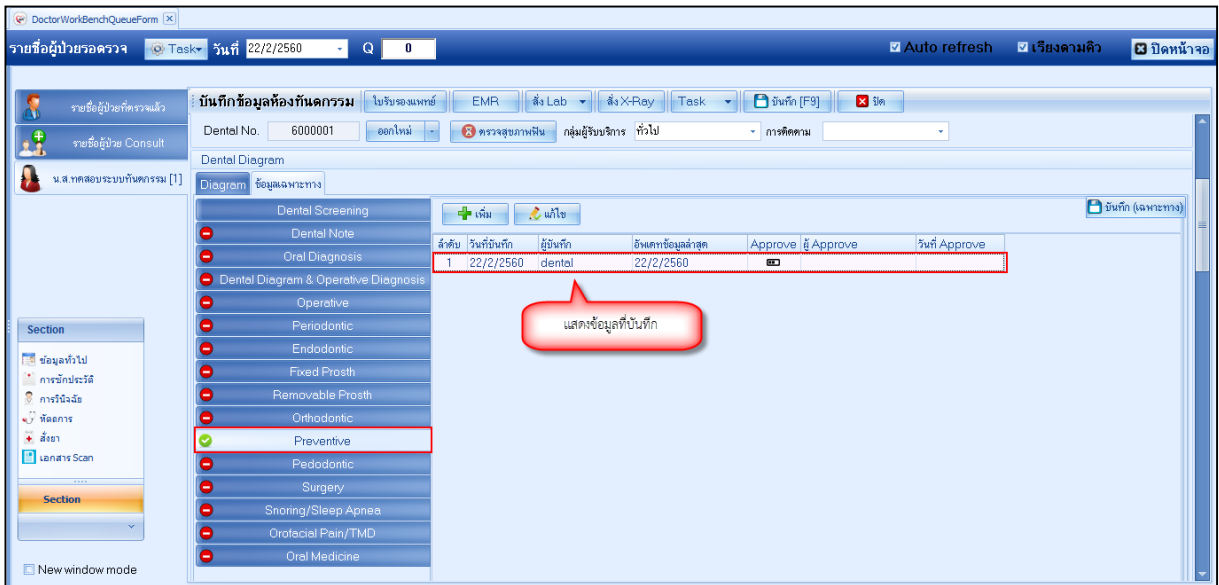 DoctorWorkBenchQueueForm
รายชื่อผู้ป่วยรอตรวจ Task วันที่ 22/2/2560 Q 0 Auto refresh เรียงตามคิว ปิดหน้าจอ
รายชื่อผู้ป่วยที่ตรวจแล้ว
รายชื่อผู้ป่วย Consult
น.ส.ทดสอบระบบทันตกรรม [1]
บันทึกข้อมูลห้องทันตกรรม ใบรับรองแพทย์ EMR สั่ง Lab สั่ง X-Ray Task บันทึก [F9] ปิด
Dental No. 6000001 ออกใหม่ ตรวจสุขภาพฟัน กลุ่มผู้รับบริการ ทั่วไป การติดตาม
Dental Diagram
Diagram ข้อมูลเฉพาะทาง
Dental Screening
Dental Note
Oral Diagnosis
Dental Diagram & Operative Diagnosis
Operative
Periodontic
Endodontic
Fixed Prosth
Removable Prosth
Orthodontic
Preventive
Pedodontic
Surgery
Snoring/Sleep Apnea
Orofacial Pain/TMD
Oral Medicine
เพิ่ม แก้ไข บันทึก (เฉพาะทาง)
ลำดับ วันที่บันทึก ผู้บันทึก อัพเดทข้อมูลล่าสุด Approve ผู้ Approve วันที่ Approve
1 22/2/2560 dental 22/2/2560
แสดงข้อมูลที่บันทึก
Section
ข้อมูลทั่วไป
การซักประวัติ
การวินิจฉัย
หัตถการ
สั่งยา
เอกสาร Scan
Section
New window mode